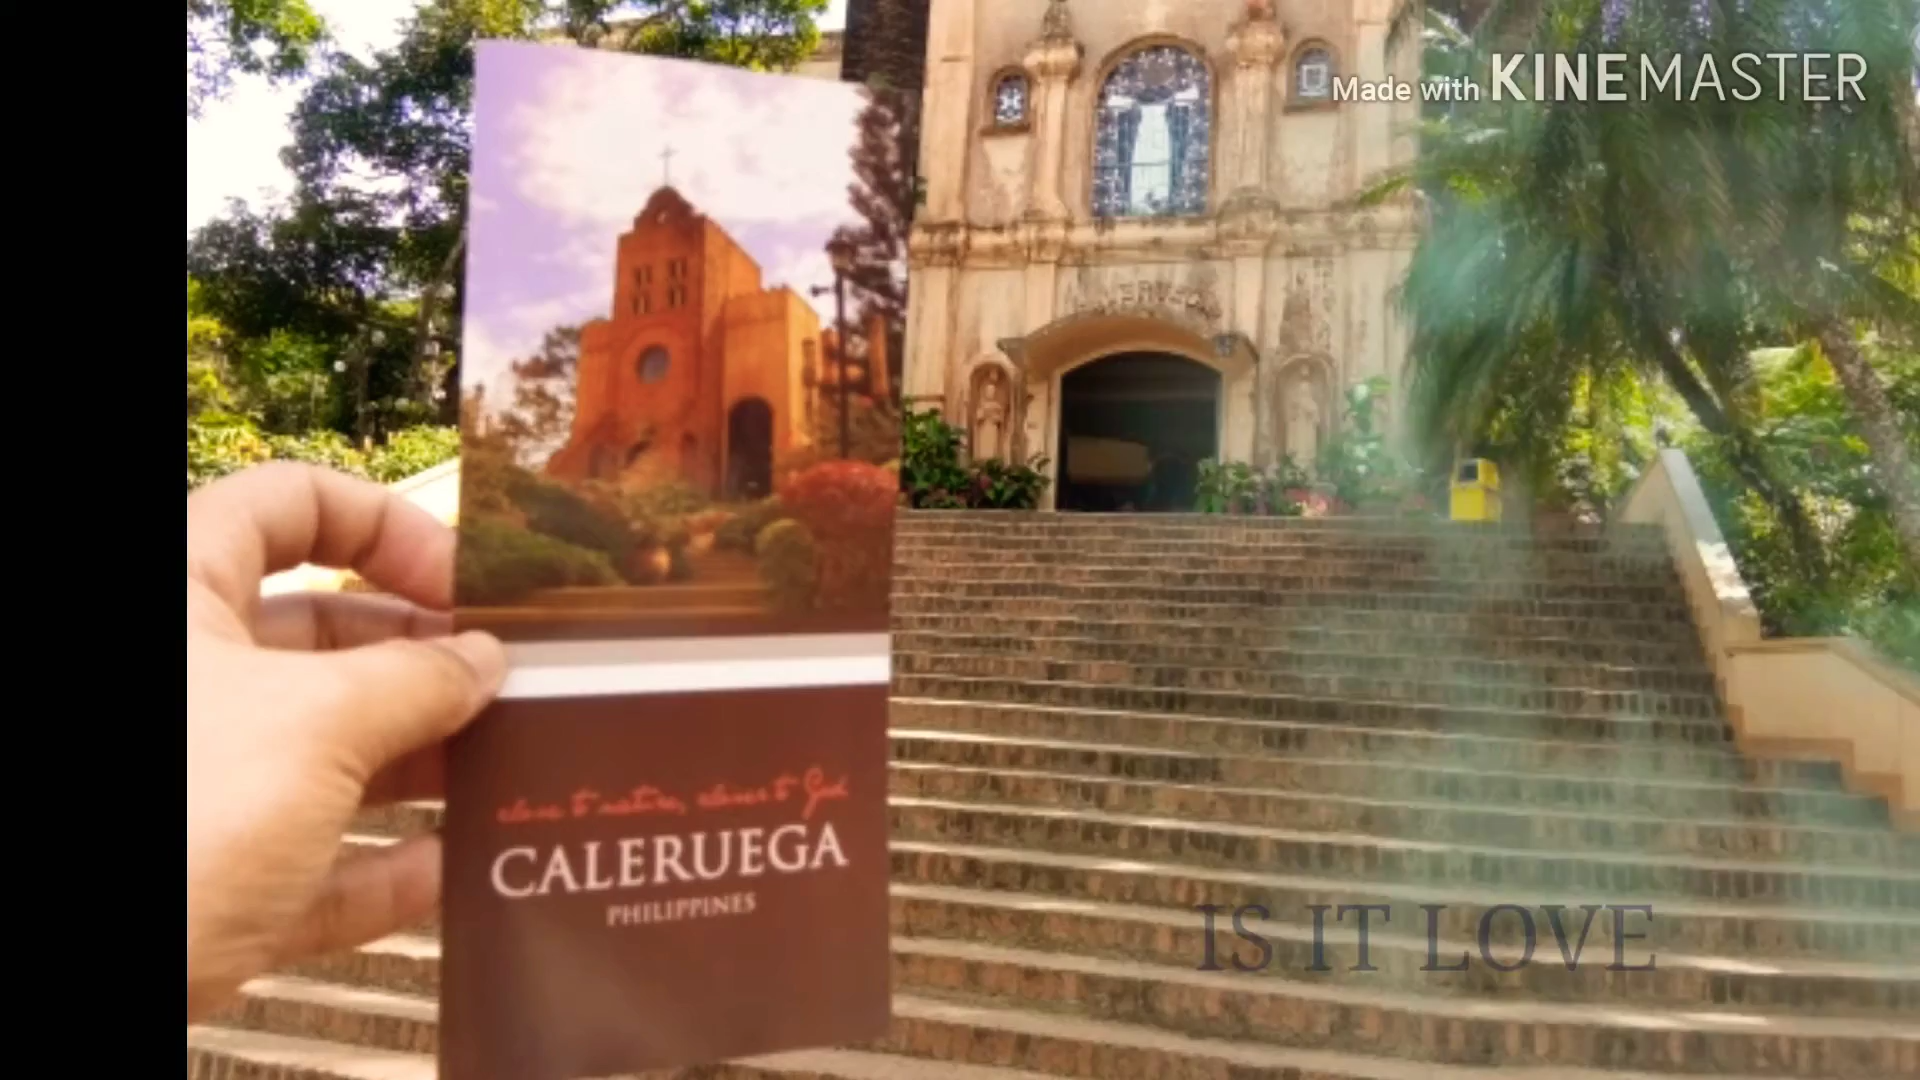 Made with KINEMASTER
close to nature, closer to God
CALERUEGA
PHILIPPINES
IS IT LOVE